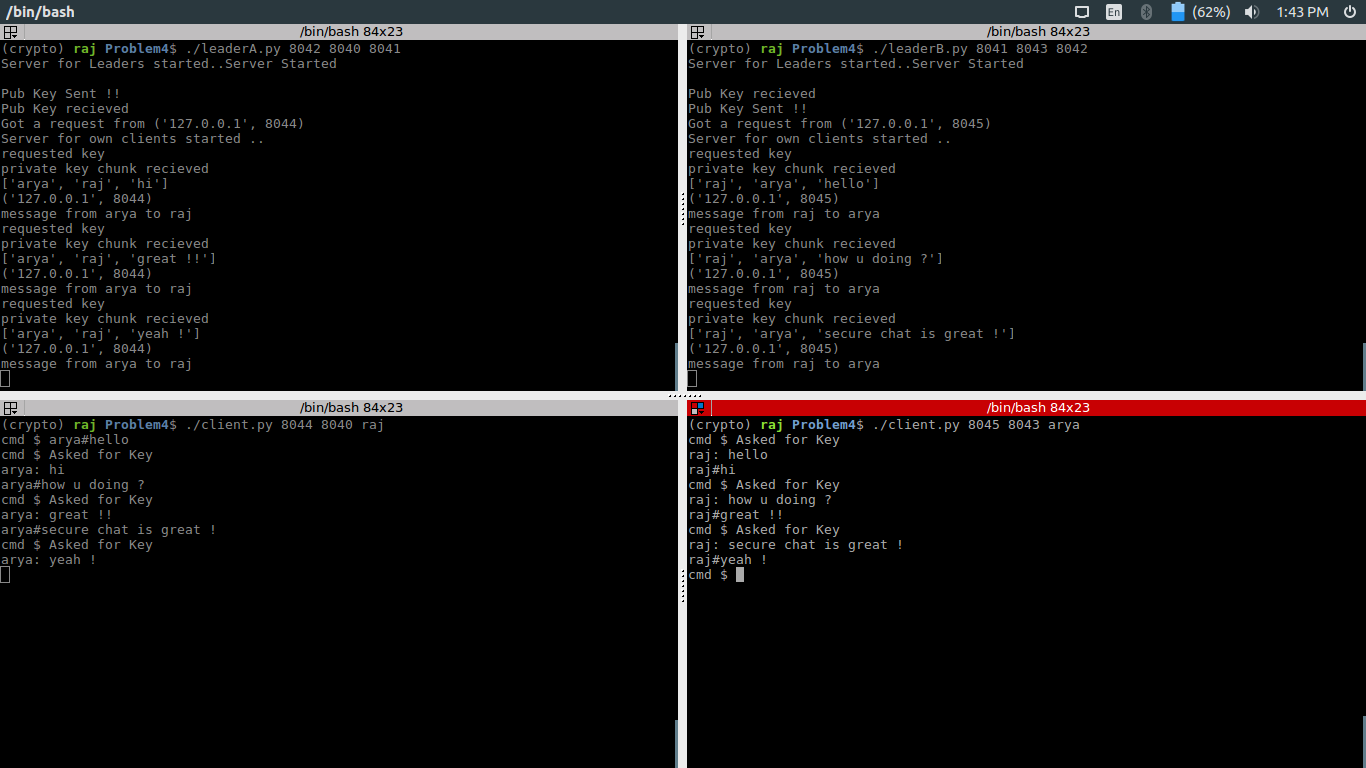 /bin/bash
En (62%) 1:43 PM
/bin/bash 84x23
(crypto) raj Problem4$ ./leaderA.py 8042 8040 8041
Server for Leaders started..Server Started
Pub Key Sent !!
Pub Key recieved
Got a request from ('127.0.0.1', 8044)
Server for own clients started ..
requested key
private key chunk recieved
['arya', 'raj', 'hi']
('127.0.0.1', 8044)
message from arya to raj
requested key
private key chunk recieved
['arya', 'raj', 'great !!']
('127.0.0.1', 8044)
message from arya to raj
requested key
private key chunk recieved
['arya', 'raj', 'yeah !']
('127.0.0.1', 8044)
message from arya to raj
/bin/bash 84x23
(crypto) raj Problem4$ ./leaderB.py 8041 8043 8042
Server for Leaders started..Server Started
Pub Key recieved
Pub Key Sent !!
Got a request from ('127.0.0.1', 8045)
Server for own clients started ..
requested key
private key chunk recieved
['raj', 'arya', 'hello']
('127.0.0.1', 8045)
message from raj to arya
requested key
private key chunk recieved
['raj', 'arya', 'how u doing ?']
('127.0.0.1', 8045)
message from raj to arya
requested key
private key chunk recieved
['raj', 'arya', 'secure chat is great !']
('127.0.0.1', 8045)
message from raj to arya
/bin/bash 84x23
(crypto) raj Problem4$ ./client.py 8044 8040 raj
cmd $ arya#hello
cmd $ Asked for Key
arya: hi
arya#how u doing ?
cmd $ Asked for Key
arya: great !!
arya#secure chat is great !
cmd $ Asked for Key
arya: yeah !
/bin/bash 84x23
(crypto) raj Problem4$ ./client.py 8045 8043 arya
cmd $ Asked for Key
raj: hello
raj#hi
cmd $ Asked for Key
raj: how u doing ?
raj#great !!
cmd $ Asked for Key
raj: secure chat is great !
raj#yeah !
cmd $